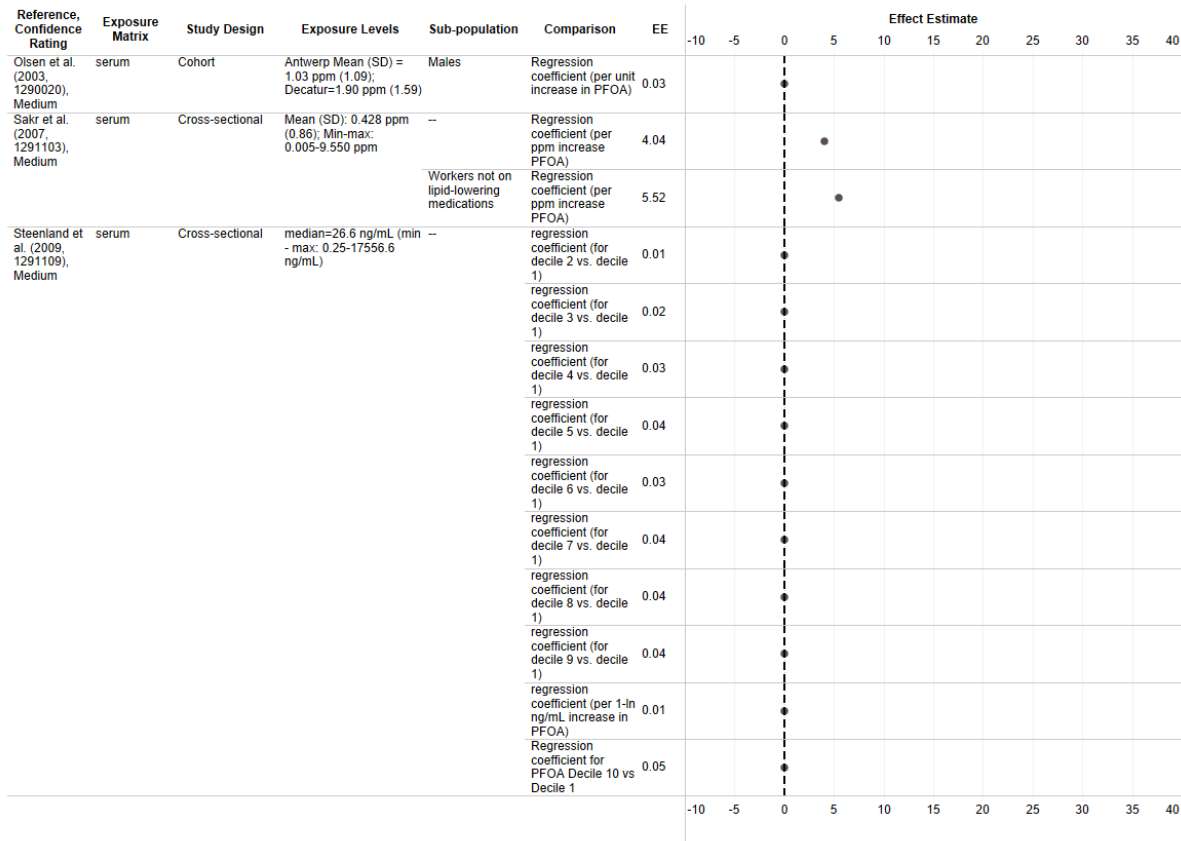 Reference, Confidence Rating
Exposure Matrix
Study Design
Exposure Levels
Sub-population
Comparison
EE
Effect Estimate
-10 -5 0 5 10 15 20 25 30 35 40
Olsen et al.
(2003,
1290020),
Medium
serum
Cohort
Antwerp Mean (SD) =
1.03 ppm (1.09);
Decatur=1.90 ppm (1.59)
Males
Regression
coefficient (per unit
increase in PFOA)
0.03
Sakr et al.
(2007,
1291103),
Medium
serum
Cross-sectional
Mean (SD): 0.428 ppm
(0.86); Min-max:
0.005-9.550 ppm
--
Regression
coefficient (per
ppm increase
PFOA)
4.04
Workers not on
lipid-lowering
medications
Regression
coefficient (per
ppm increase
PFOA)
5.52
Steenland et
al. (2009,
1291109),
Medium
serum
Cross-sectional
median=26.6 ng/mL (min
- max: 0.25-17556.6
ng/mL)
--
regression
coefficient (for
decile 2 vs. decile
1)
0.01
regression
coefficient (for
decile 3 vs. decile
1)
0.02
regression
coefficient (for
decile 4 vs. decile
1)
0.03
regression
coefficient (for
decile 5 vs. decile
1)
0.04
regression
coefficient (for
decile 6 vs. decile
1)
0.03
regression
coefficient (for
decile 7 vs. decile
1)
0.04
regression
coefficient (for
decile 8 vs. decile
1)
0.04
regression
coefficient (for
decile 9 vs. decile
1)
0.04
regression
coefficient (per 1-ln
ng/mL increase in
PFOA)
0.01
Regression
coefficient for
PFOA Decile 10 vs
Decile 1
0.05
-10 -5 0 5 10 15 20 25 30 35 40